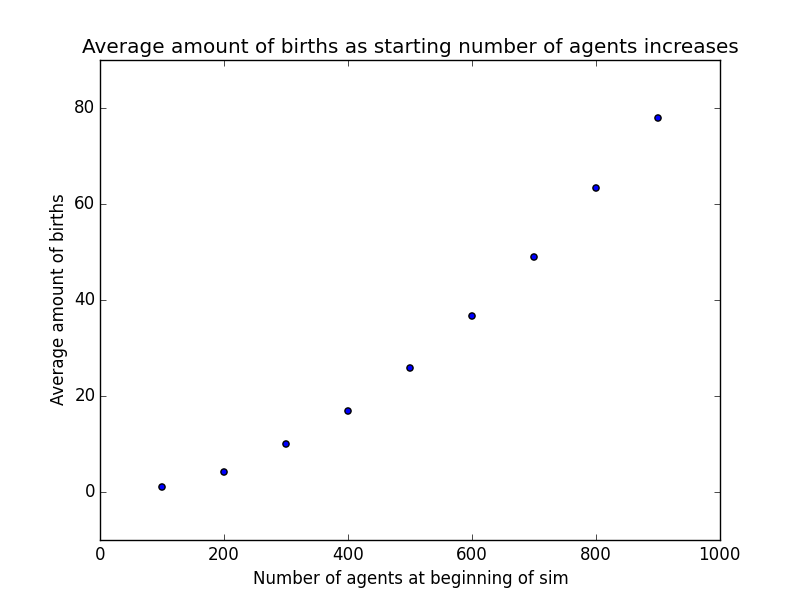 Average amount of births as starting number of agents increases
80
60
40
20
0
Average amount of births
0 200 400 600 800 1000
Number of agents at beginning of sim